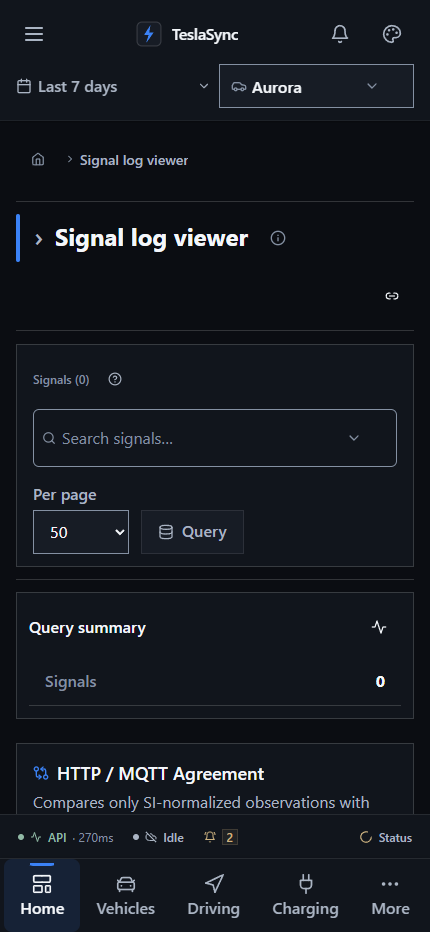 TeslaSync
Last 7 days
Aurora
Signal log viewer
Signal log viewer
Signals (0)
Search signals...
Per page
50
Query
Query summary
Signals
0
HTTP / MQTT Agreement
Compares only SI-normalized observations with
API · 270ms
Idle
2
Status
Home
Vehicles
Driving
Charging
More